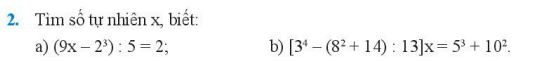 2. Tìm số tự nhiên x, biết:
a) (9x – 2³) : 5 = 2; b) [3⁴ – (8² + 14) : 13]x = 5³ + 10².